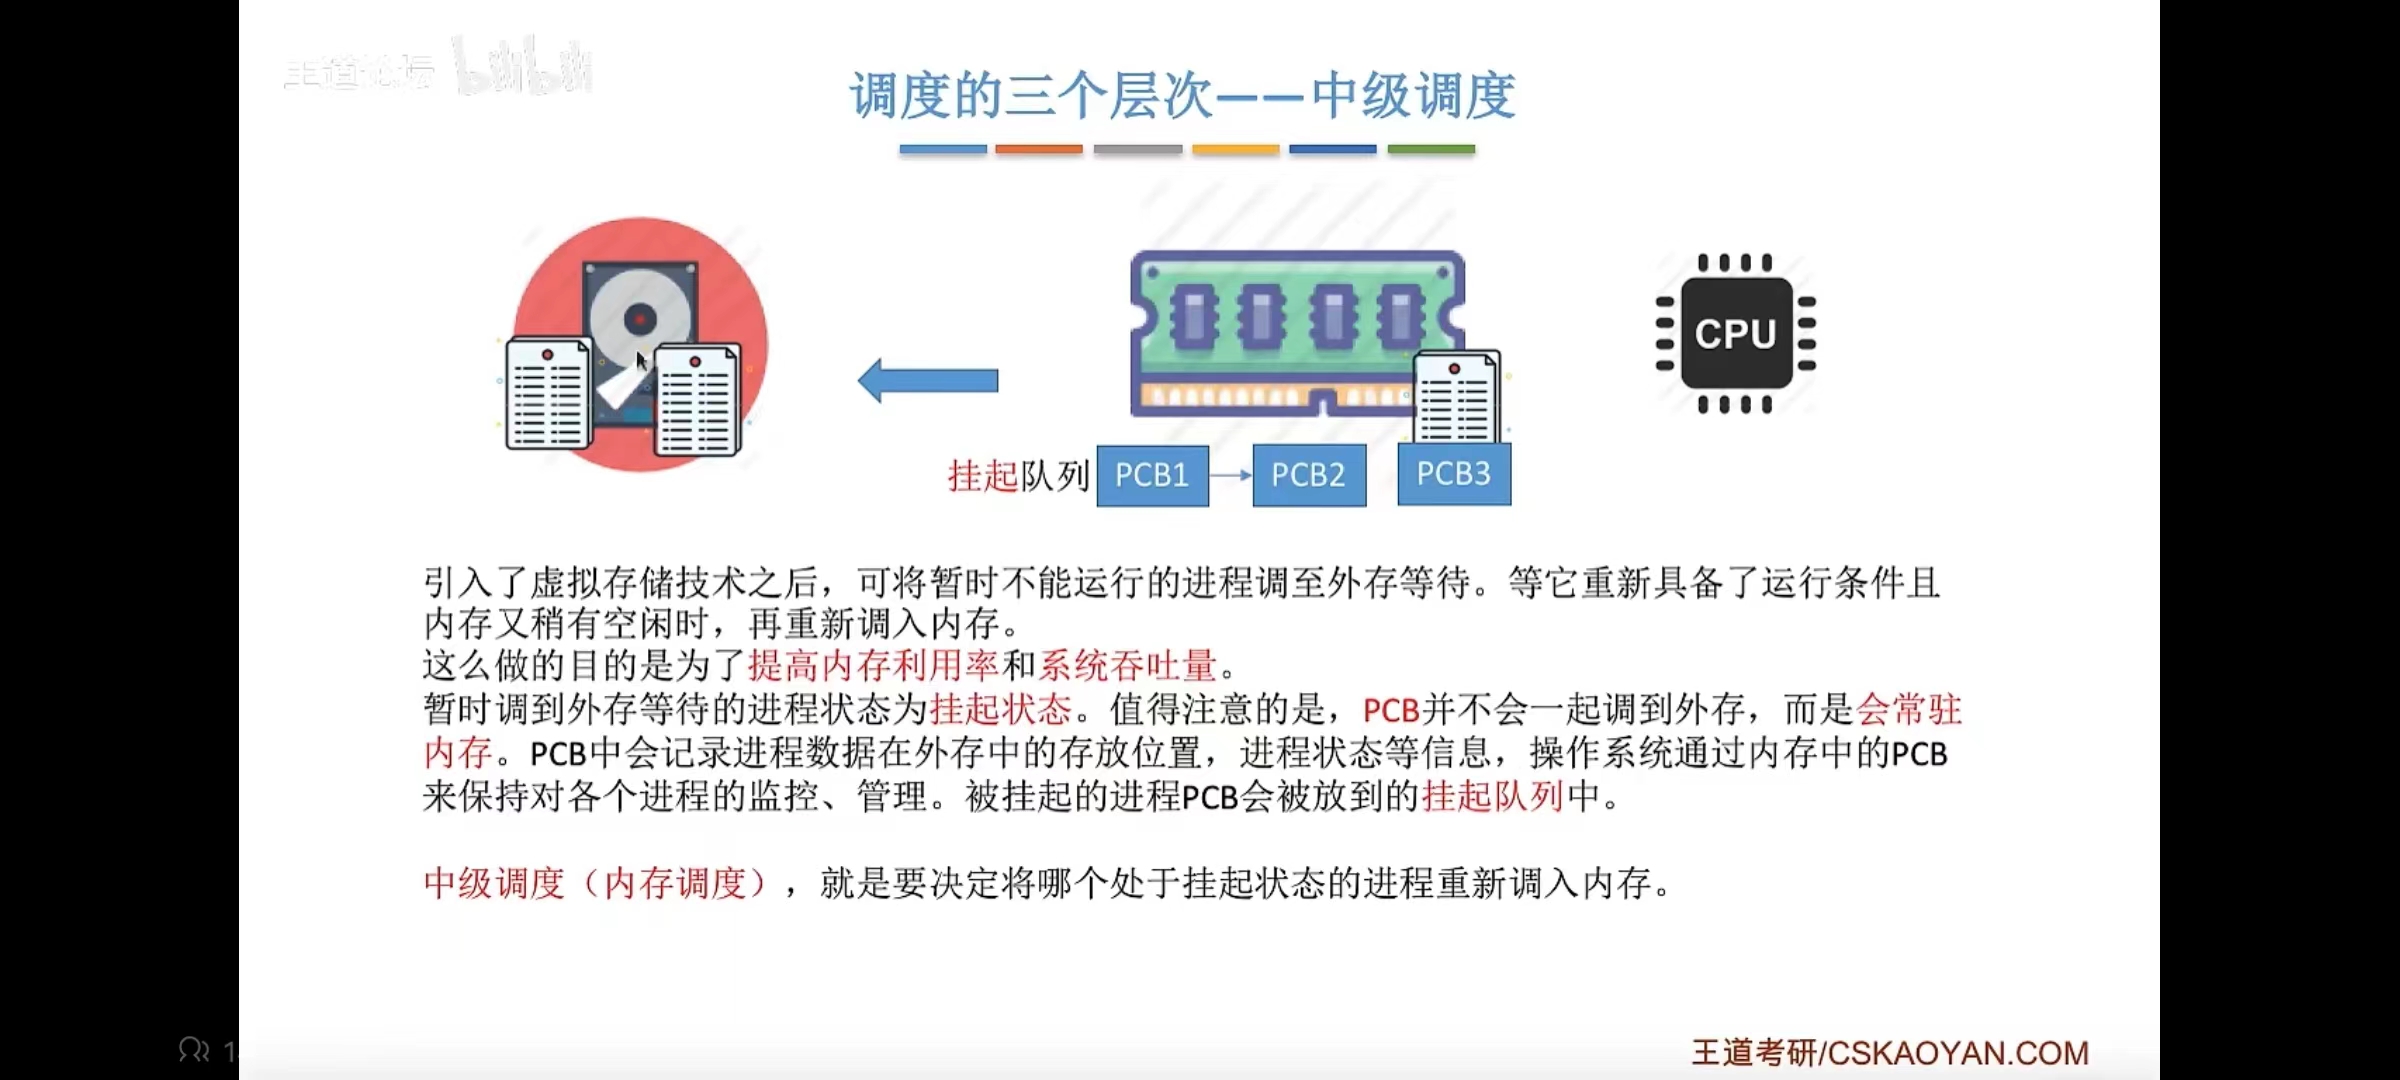 王道论坛 bilibili
调度的三个层次——中级调度
CPU
挂起队列 PCB1 PCB2 PCB3
引入了虚拟存储技术之后，可将暂时不能运行的进程调至外存等待。等它重新具备了运行条件且
内存又稍有空闲时，再重新调入内存。
这么做的目的是为了提高内存利用率和系统吞吐量。
暂时调到外存等待的进程状态为挂起状态。值得注意的是，PCB并不会一起调到外存，而是会常驻
内存。PCB中会记录进程数据在外存中的存放位置，进程状态等信息，操作系统通过内存中的PCB
来保持对各个进程的监控、管理。被挂起的进程PCB会被放到的挂起队列中。
中级调度（内存调度），就是要决定将哪个处于挂起状态的进程重新调入内存。
王道考研/CSKAOYAN.COM